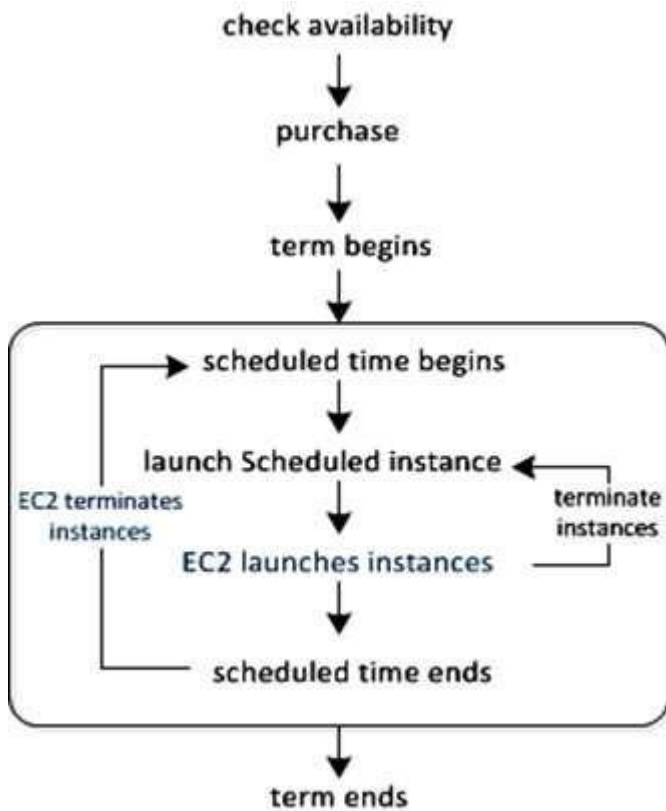 check availability
purchase
term begins
scheduled time begins
launch Scheduled instance
EC2 terminates
instances
terminate
instances
EC2 launches instances
scheduled time ends
term ends